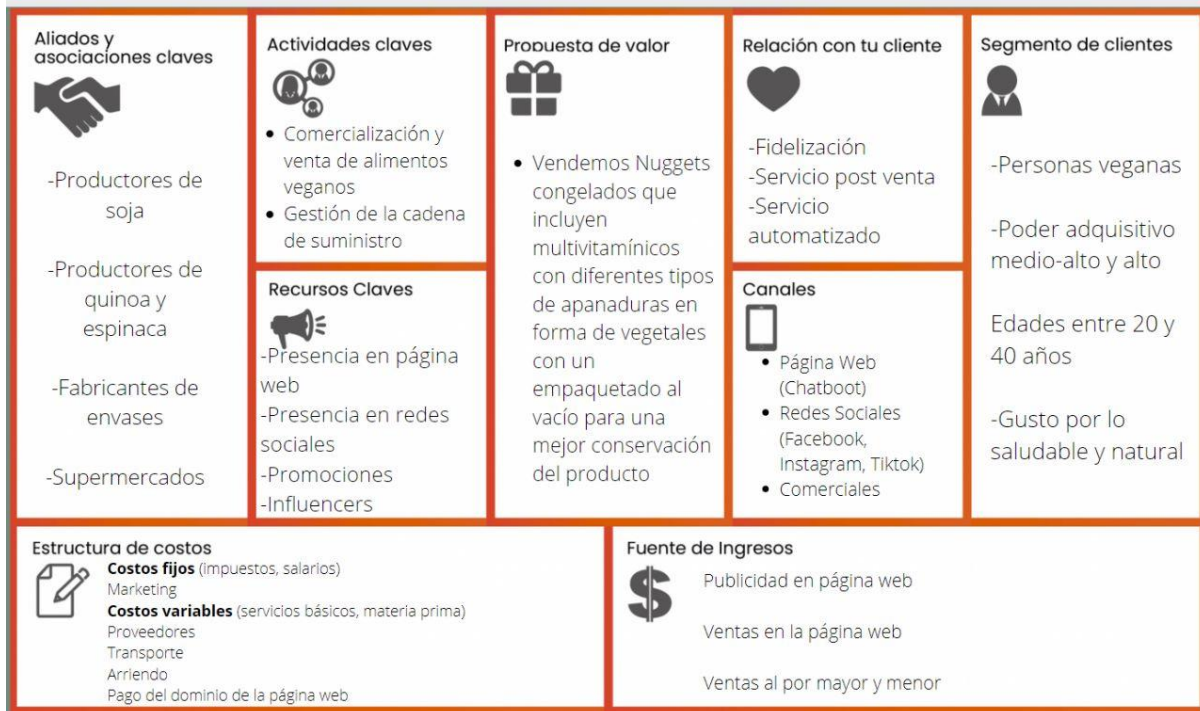 Aliados y
asociaciones claves
-Productores de
soja
-Productores de
quinoa y
espinaca
-Fabricantes de
envases
-Supermercados
Actividades claves
• Comercialización y
venta de alimentos
veganos
• Gestión de la cadena
de suministro
Recursos Claves
-Presencia en página
web
-Presencia en redes
sociales
-Promociones
-Influencers
Propuesta de valor
• Vendemos Nuggets
congelados que
incluyen
multivitamínicos
con diferentes tipos
de apanaduras en
forma de vegetales
con un
empaquetado al
vacío para una
mejor conservación
del producto
Relación con tu cliente
-Fidelización
-Servicio post venta
-Servicio
automatizado
Canales
• Página Web
(Chatboot)
• Redes Sociales
(Facebook,
Instagram, Tiktok)
• Comerciales
Segmento de clientes
-Personas veganas
-Poder adquisitivo
medio-alto y alto
Edades entre 20 y
40 años
-Gusto por lo
saludable y natural
Estructura de costos
Costos fijos (impuestos, salarios)
Marketing
Costos variables (servicios básicos, materia prima)
Proveedores
Transporte
Arriendo
Pago del dominio de la página web
Fuente de Ingresos
$
Publicidad en página web
Ventas en la página web
Ventas al por mayor y menor